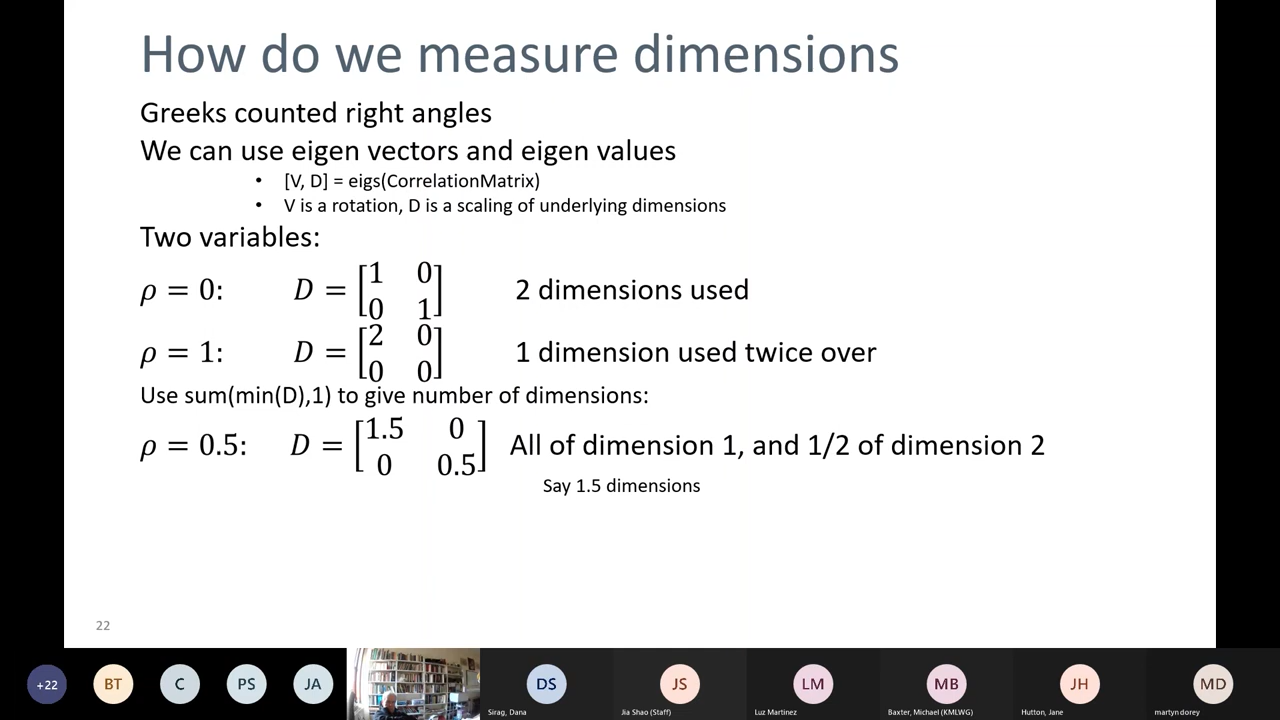 How do we measure dimensions
Greeks counted right angles
We can use eigen vectors and eigen values
• [V, D] = eigs(CorrelationMatrix)
• V is a rotation, D is a scaling of underlying dimensions
Two variables:
ρ = 0: D = [1 0
0 1] 2 dimensions used
ρ = 1: D = [2 0
0 0] 1 dimension used twice over
Use sum(min(D),1) to give number of dimensions:
ρ = 0.5: D = [1.5 0
0 0.5] All of dimension 1, and 1/2 of dimension 2
Say 1.5 dimensions
22
+22 BT C PS JA DS JS LM MB JH MD
Sirag, Dana Jia Shao (Staff) Luz Martinez Baxter, Michael (KMLWG) Hutton, Jane martyn dorey